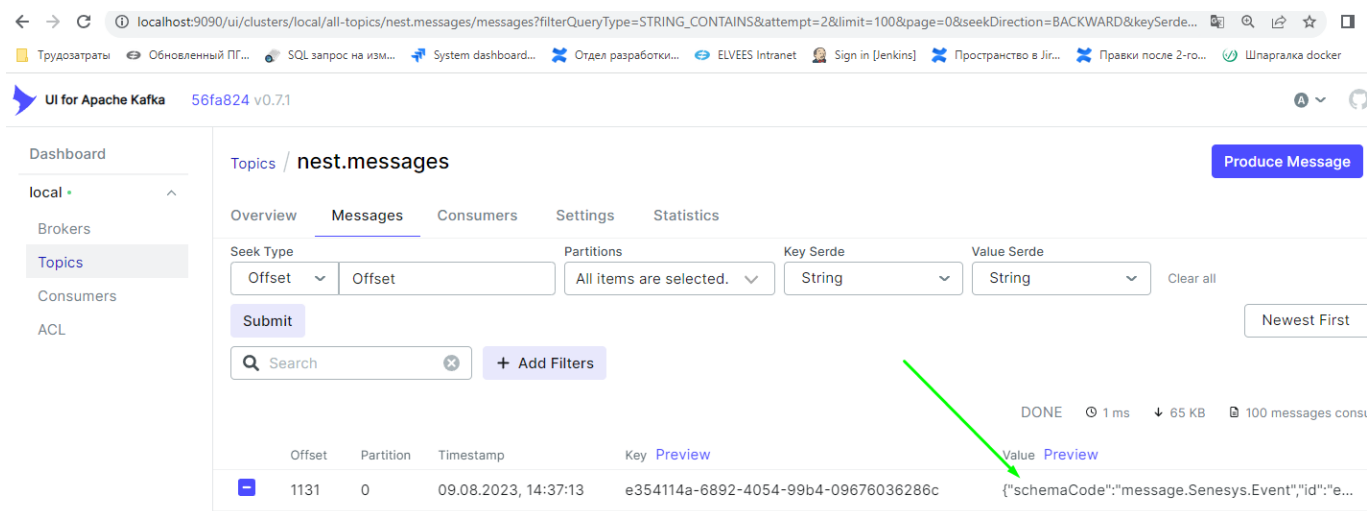 localhost:9090/ui/clusters/local/all-topics/nest.messages/messages?filterQueryType=STRING_CONTAINS&attempt=2&limit=100&page=0&seekDirection=BACKWARD&keySerde...
Трудозатраты Обновленный ПГ... SQL запрос на изм... System dashboard... Отдел разработки... ELVEES Intranet Sign in [Jenkins] Пространство в Jir... Правки после 2-го... Шпаргалка docker
UI for Apache Kafka 56fa824 v0.7.1 A
Dashboard
local
Brokers
Topics
Consumers
ACL
Topics / nest.messages
Produce Message
Overview Messages Consumers Settings Statistics
Seek Type Partitions Key Serde Value Serde
Offset Offset All items are selected. String String Clear all
Submit
Newest First
Search + Add Filters
DONE 1 ms 65 KB 100 messages consu
Offset Partition Timestamp Key Preview Value Preview
1131 0 09.08.2023, 14:37:13 e354114a-6892-4054-99b4-09676036286c {"schemaCode":"message.Senesys.Event","id":"e...